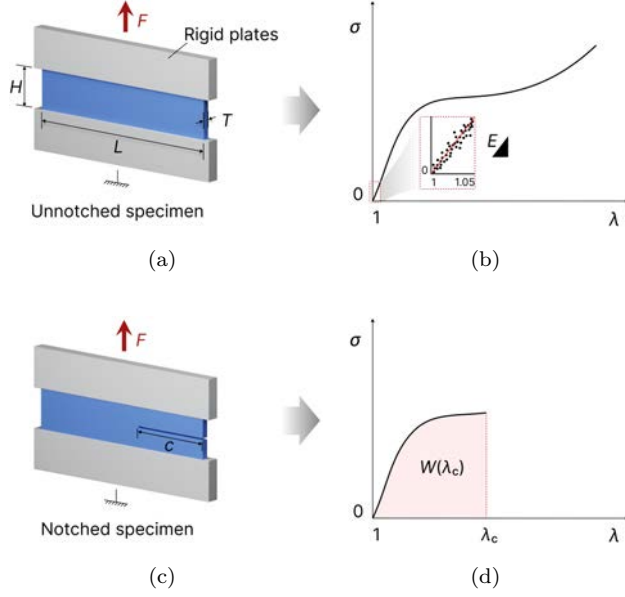 F
Rigid plates
H
T
L
Unnotched specimen
(a)
σ
E
0
1
1.05
0
1
λ
(b)
F
c
Notched specimen
(c)
σ
W(λc)
0
1
λc
λ
(d)